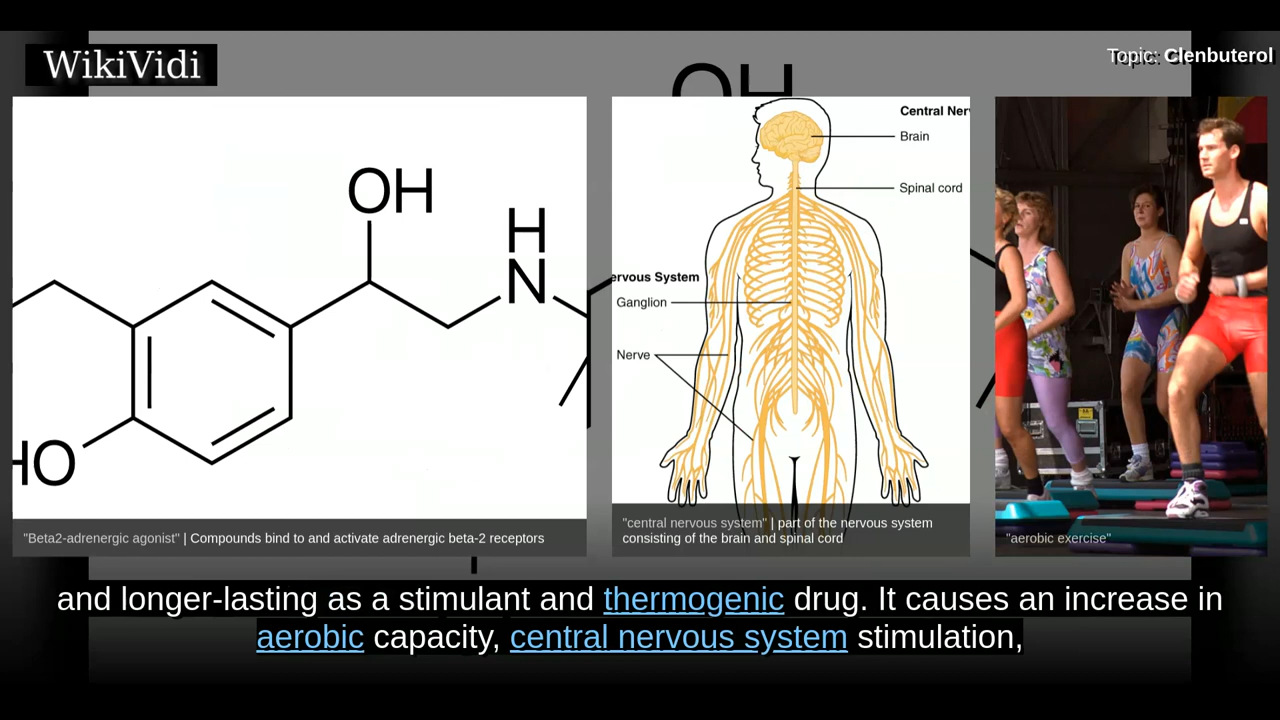 WikiVidi
Topic: Clenbuterol
OH
OH
H
N
HO
Central Ner
Brain
Spinal cord
ervous System
Ganglion
Nerve
"Beta2-adrenergic agonist" | Compounds bind to and activate adrenergic beta-2 receptors
"central nervous system" | part of the nervous system
consisting of the brain and spinal cord
"aerobic exercise"
and longer-lasting as a stimulant and thermogenic drug. It causes an increase in
aerobic capacity, central nervous system stimulation,